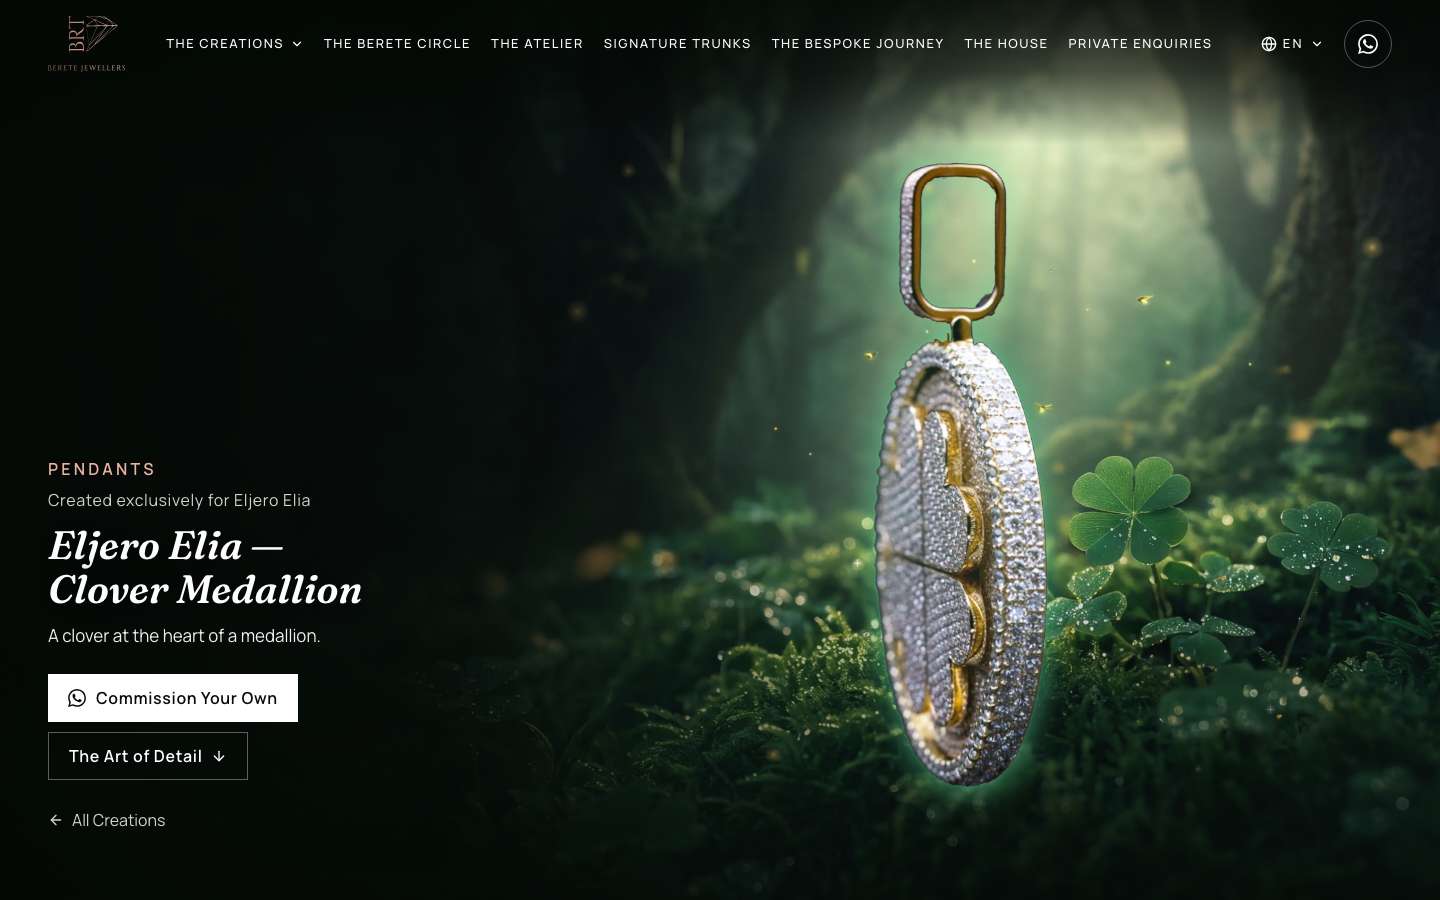 BRT
BERETE JEWELLERS
THE CREATIONS
THE BERETE CIRCLE
THE ATELIER
SIGNATURE TRUNKS
THE BESPOKE JOURNEY
THE HOUSE
PRIVATE ENQUIRIES
EN
PENDANTS
Created exclusively for Eljero Elia
Eljero Elia —
Clover Medallion
A clover at the heart of a medallion.
Commission Your Own
The Art of Detail ↓
← All Creations